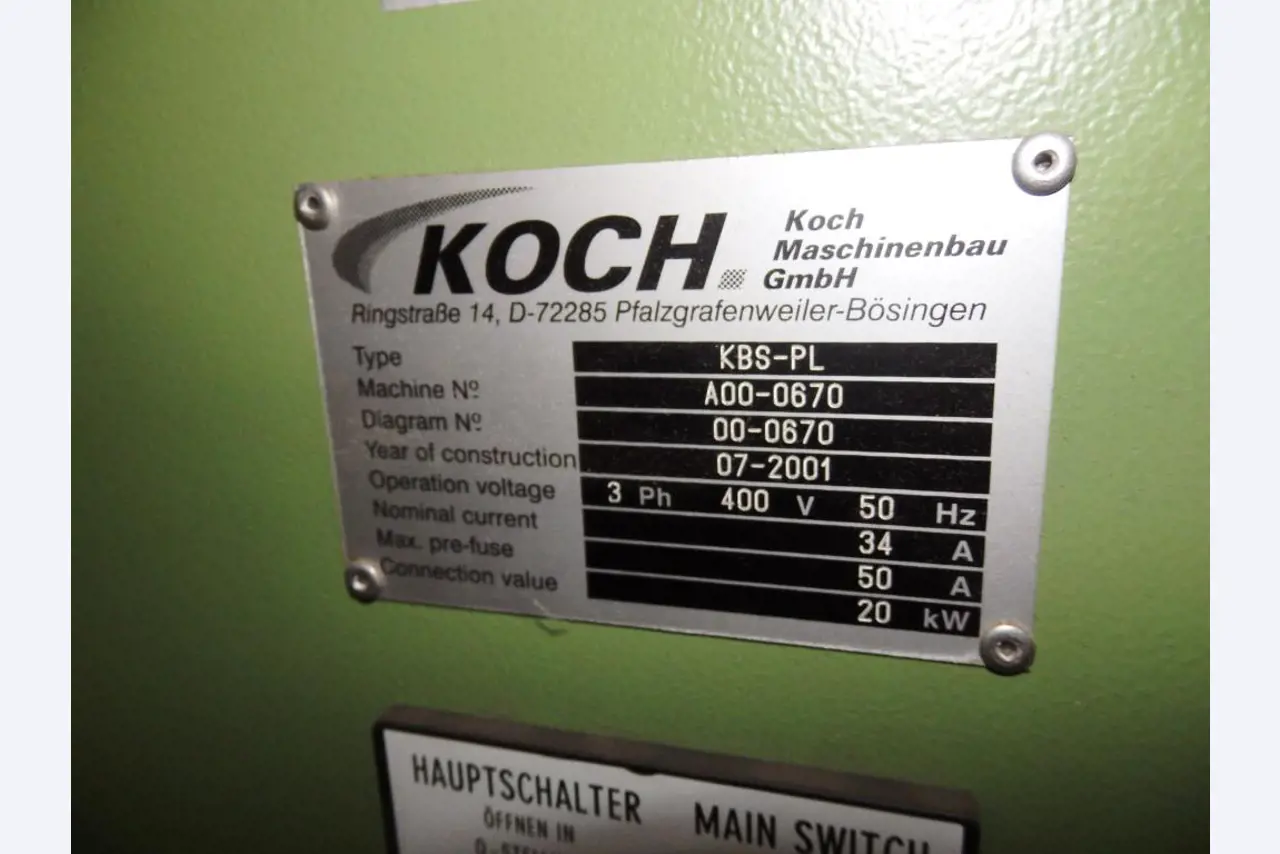 KOCH
Koch
Maschinenbau
GmbH
Ringstraße 14, D-72285 Pfalzgrafenweiler-Bösingen
Type KBS-PL
Machine Nº A00-0670
Diagram Nº 00-0670
Year of construction 07-2001
Operation voltage 3 Ph 400 V 50 Hz
Nominal current 34 A
Max. pre-fuse 50 A
Connection value 20 kW
HAUPTSCHALTER
ÖFFNEN IN
MAIN SWITCH